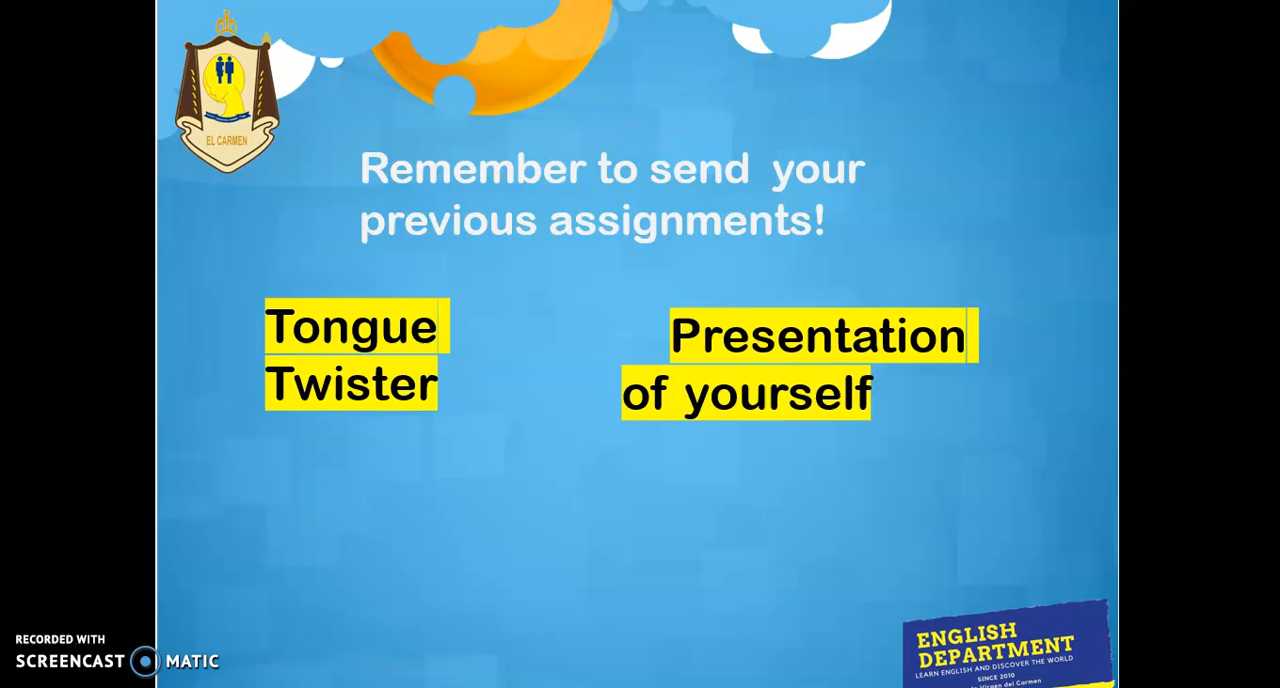 EL CARMEN
Remember to send your
previous assignments!
Tongue
Twister
Presentation
of yourself
ENGLISH
DEPARTMENT
LEARN ENGLISH AND DISCOVER THE WORLD
SINCE 2010
Virgen del Carmen
RECORDED WITH
SCREENCAST MATIC